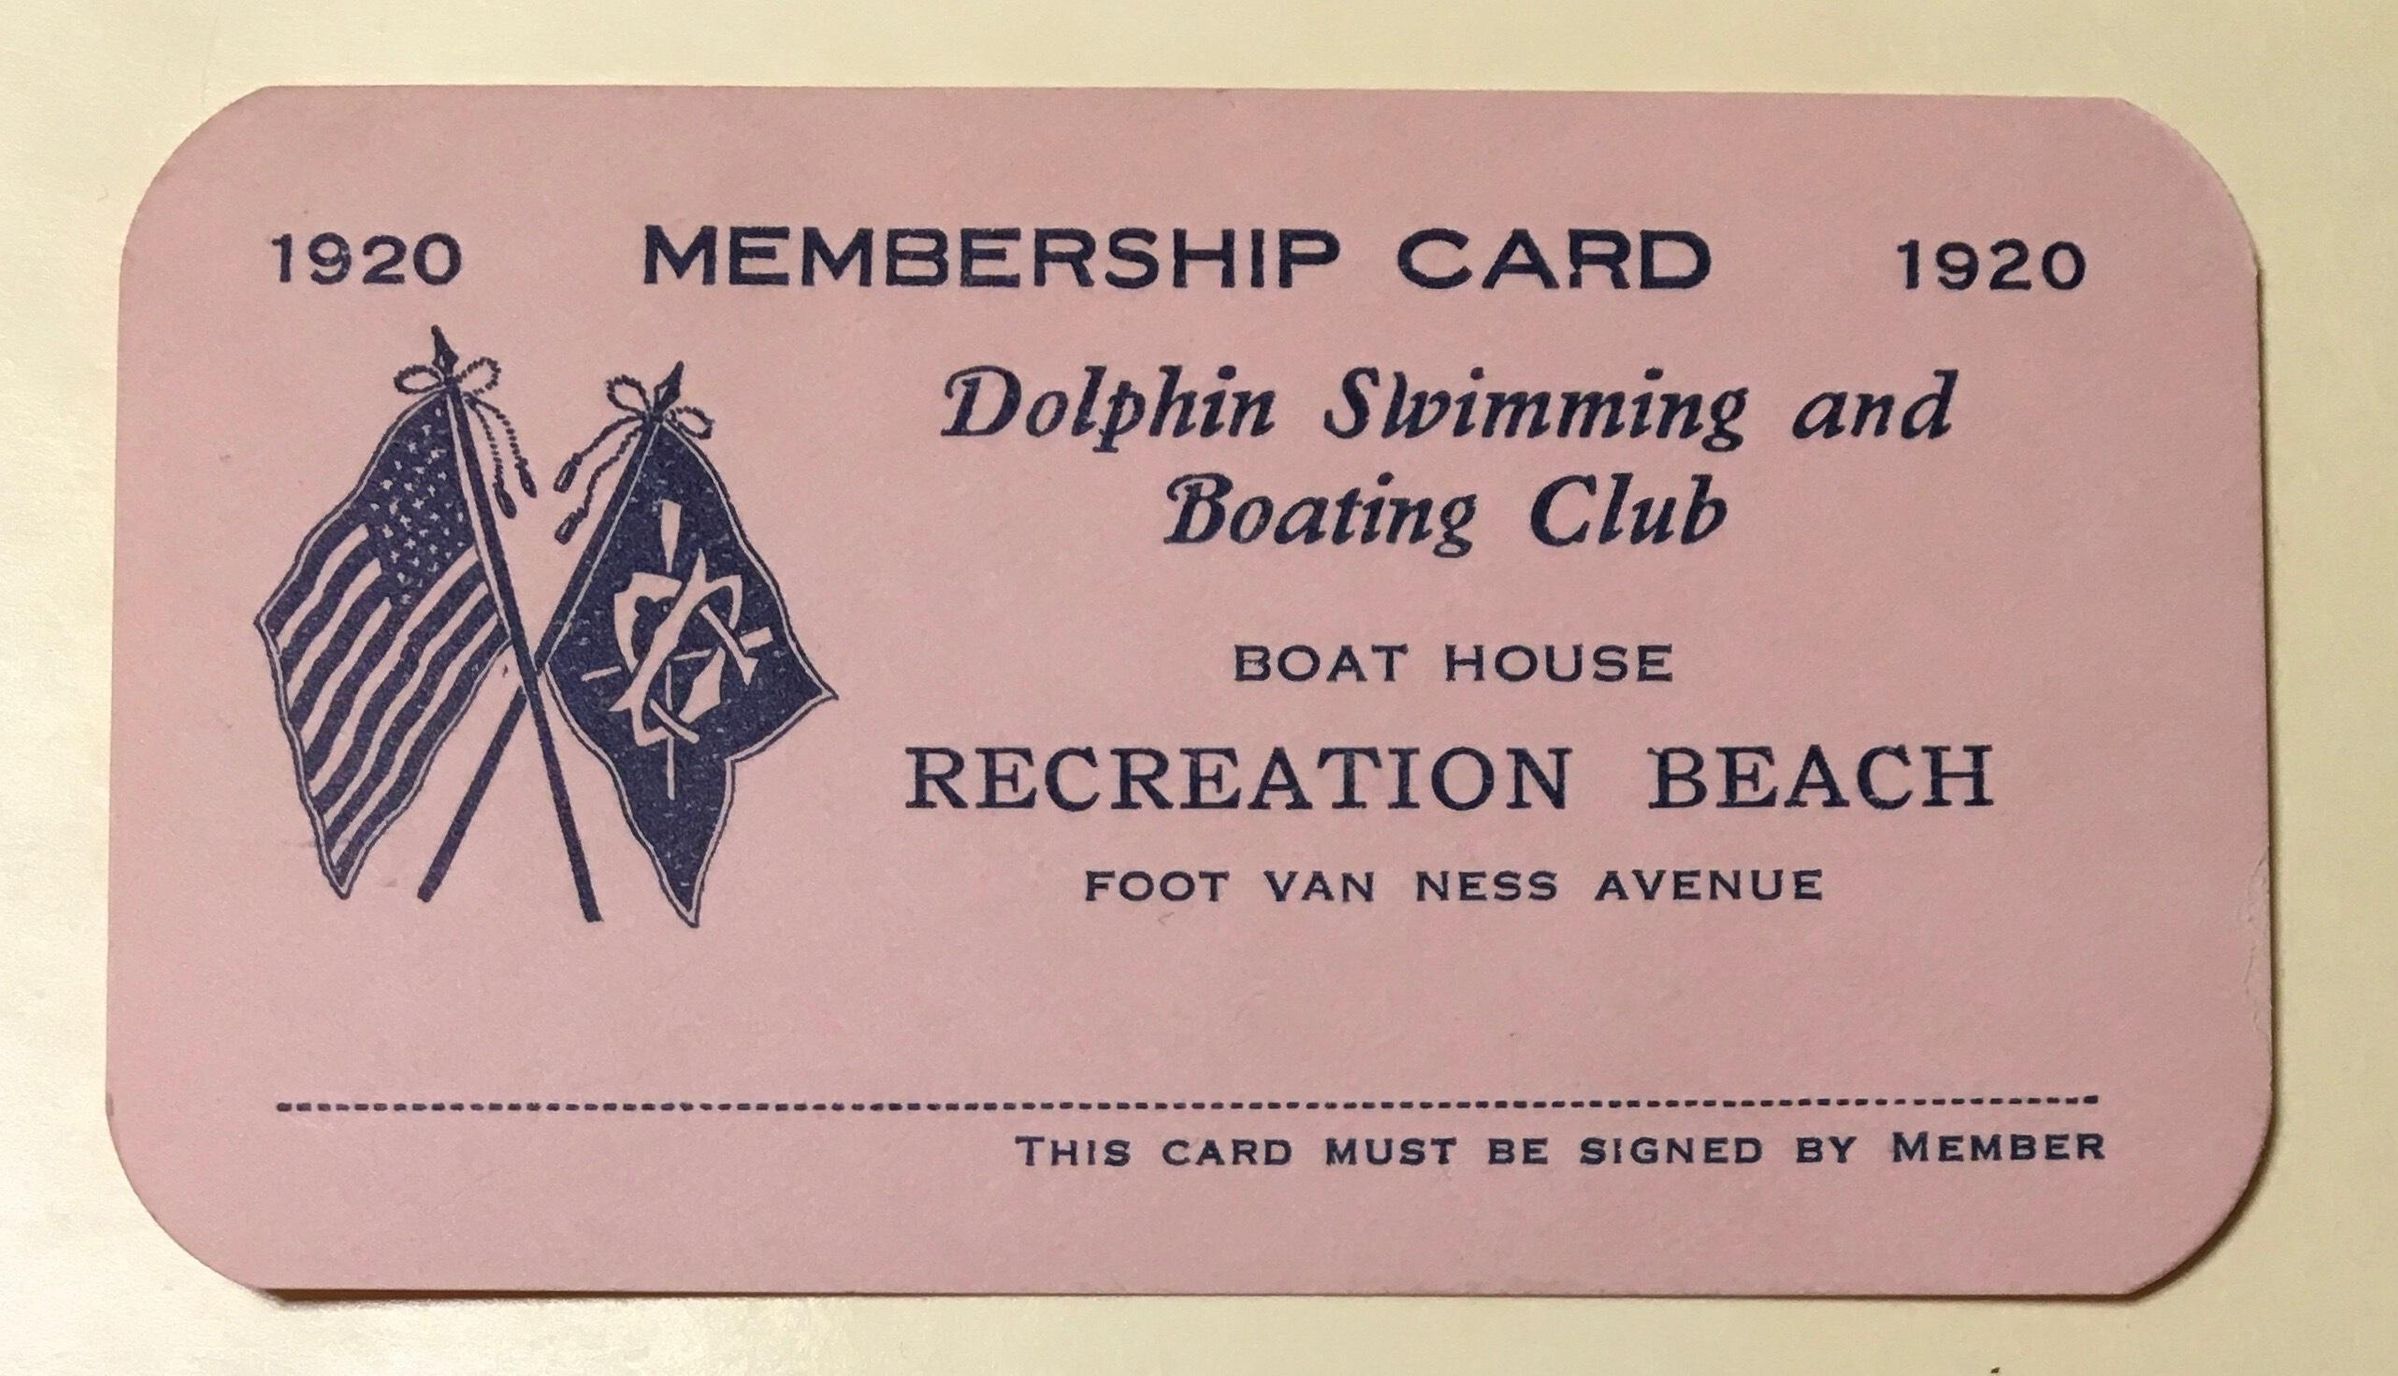 1920 MEMBERSHIP CARD 1920
Dolphin Swimming and
Boating Club
BOAT HOUSE
RECREATION BEACH
FOOT VAN NESS AVENUE
THIS CARD MUST BE SIGNED BY MEMBER